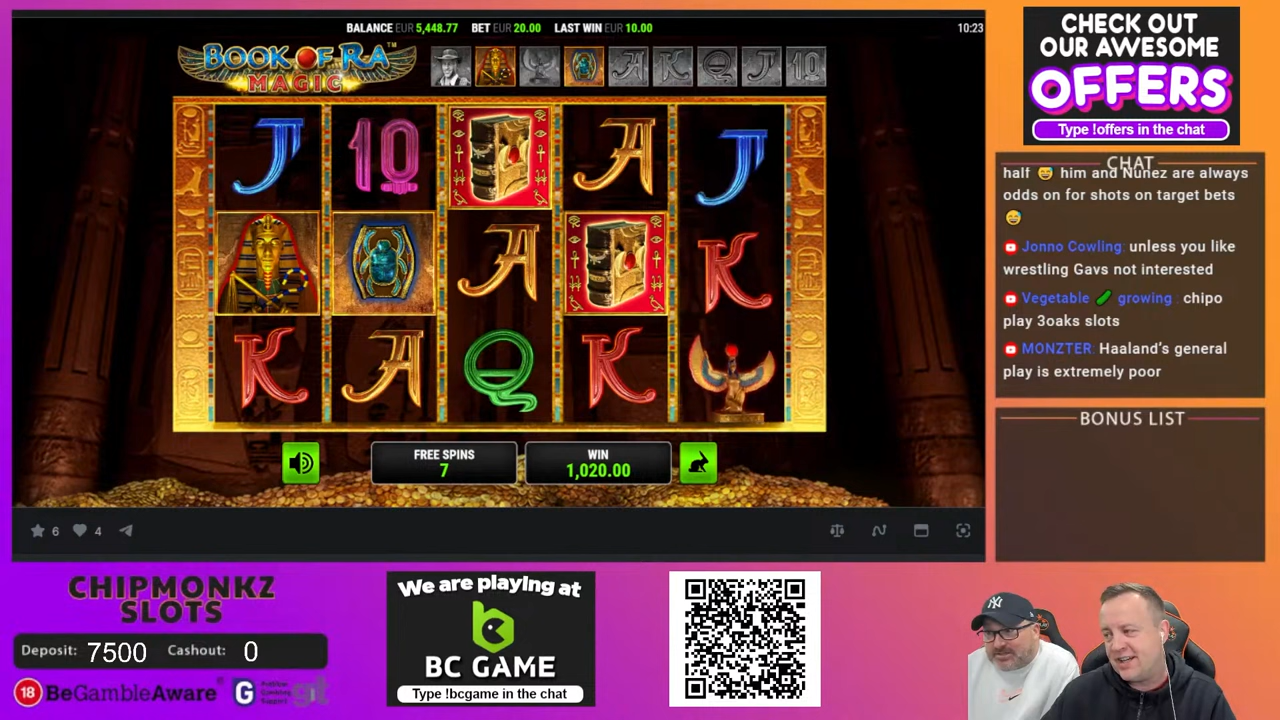 BALANCE EUR 5,448.77 BET EUR 20.00 LAST WIN EUR 10.00
10:23
BOOK OF RA™
MAGIC
A K Q J 10
J 10 A J
A K
K A Q K
FREE SPINS
7
WIN
1,020.00
6 4
CHECK OUT
OUR AWESOME
OFFERS
Type !offers in the chat
CHAT
half 😅 him and Nunez are always
odds on for shots on target bets
😅
Jonno Cowling: unless you like
wrestling Gavs not interested
Vegetable 🥒 growing: chipo
play 3oaks slots
MONZTER: Haaland's general
play is extremely poor
BONUS LIST
CHIPMONKZ
SLOTS
Deposit: 7500 Cashout: 0
18 BeGambleAware
We are playing at
BC GAME
Type !bcgame in the chat
NY